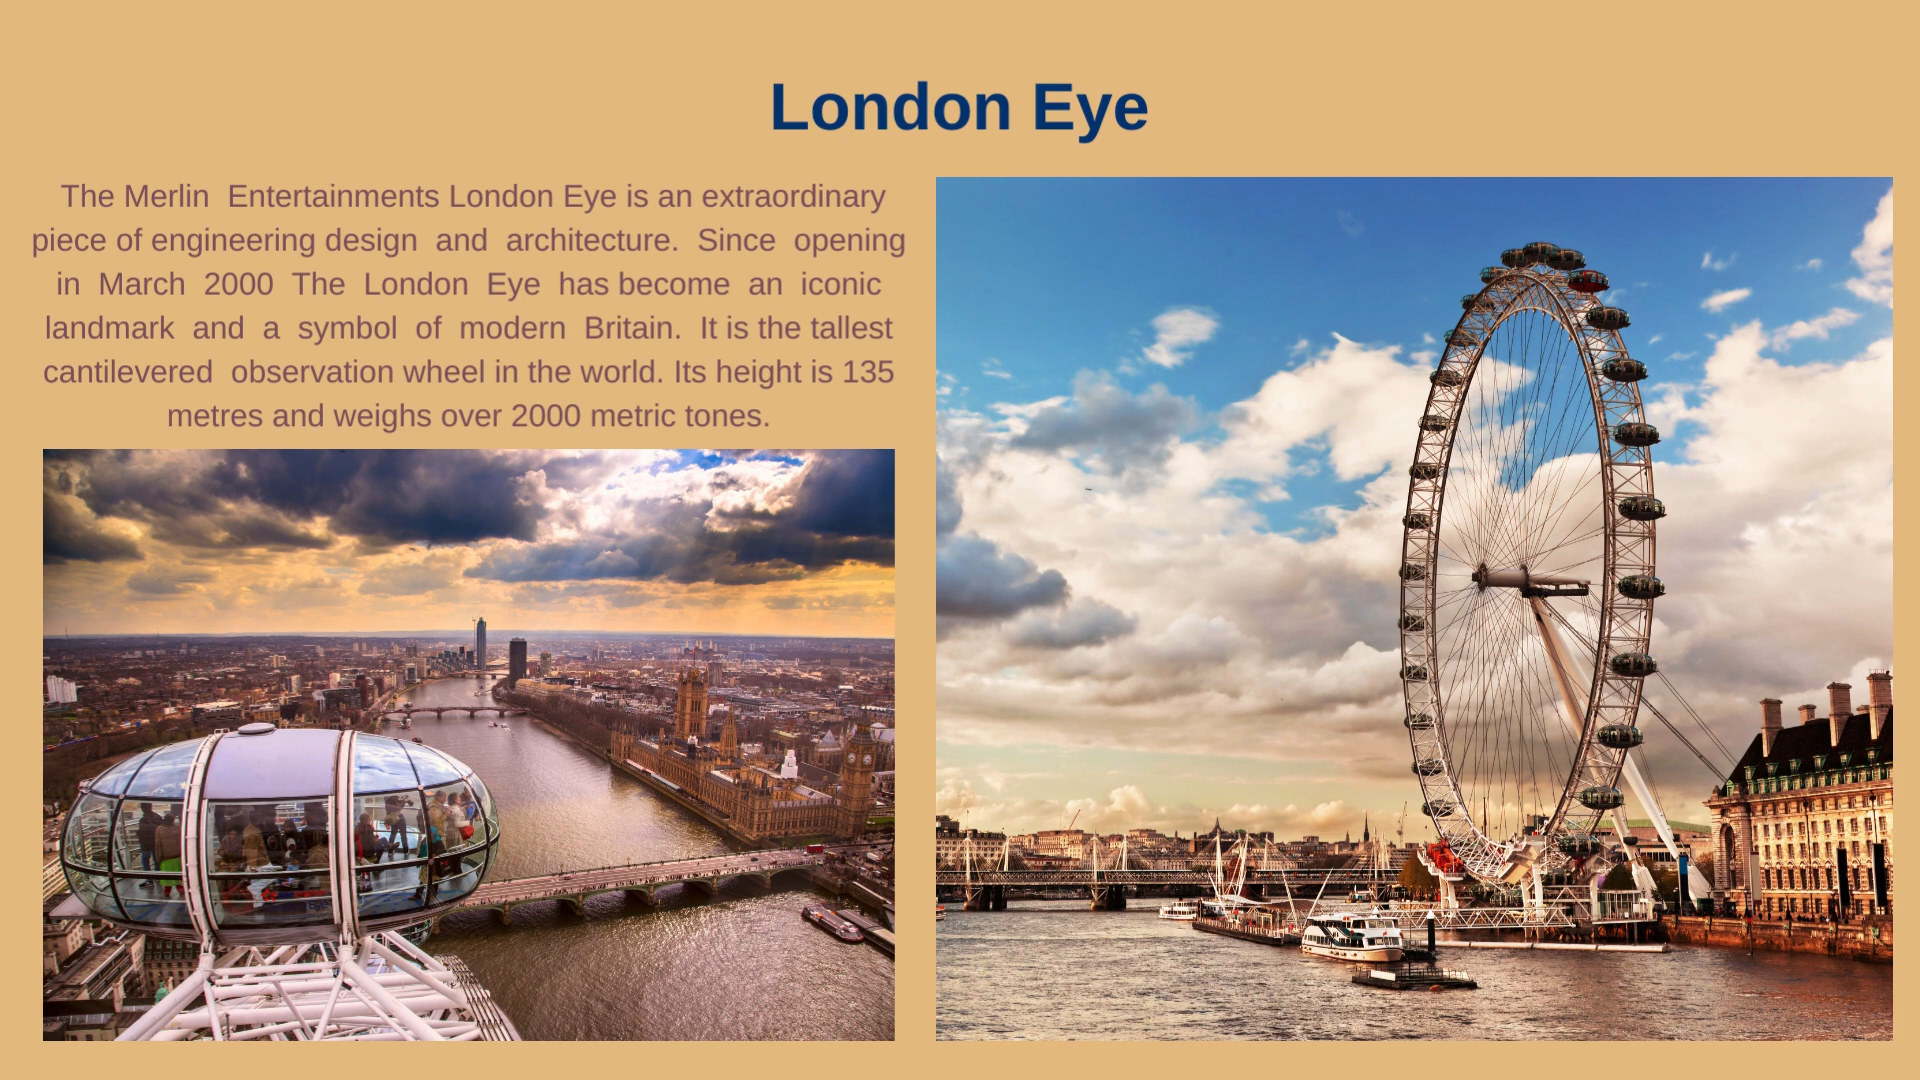 London Eye
The Merlin  Entertainments London Eye is an extraordinary
piece of engineering design  and  architecture.  Since  opening
in  March  2000  The  London  Eye  has become  an  iconic
landmark  and  a  symbol  of  modern  Britain.  It is the tallest
cantilevered  observation wheel in the world. Its height is 135
metres and weighs over 2000 metric tones.